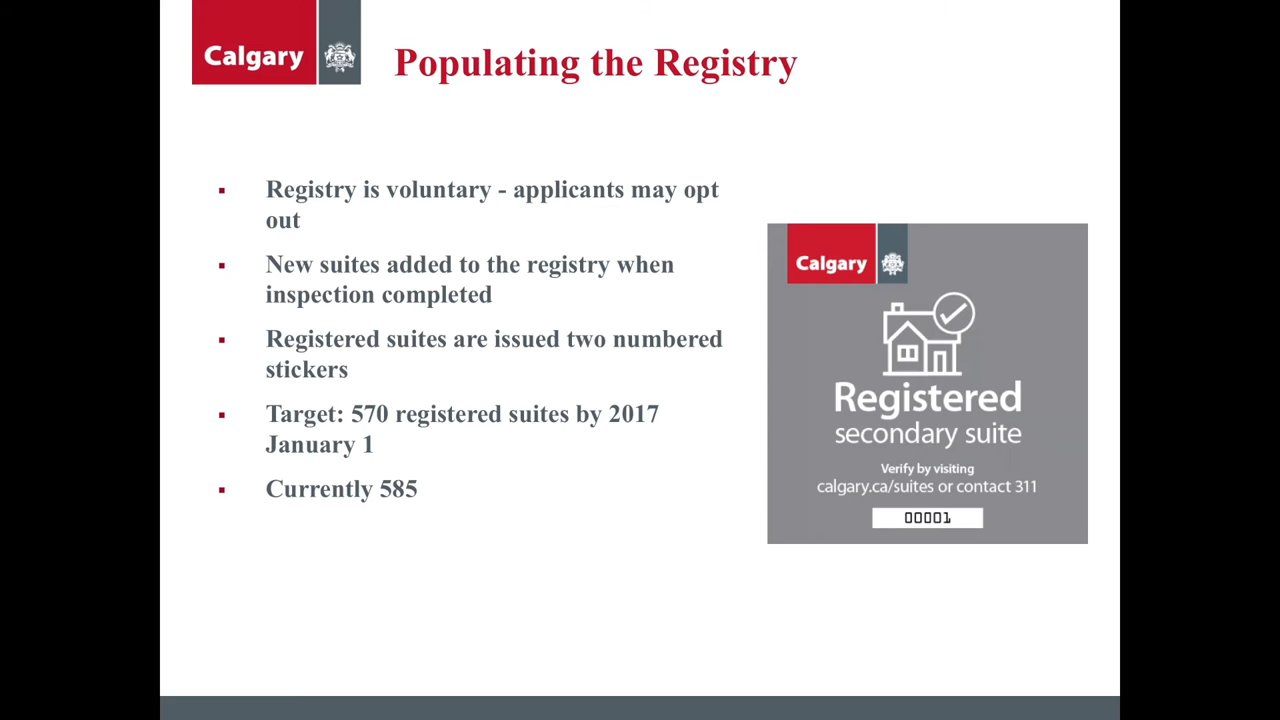 Calgary
Populating the Registry
Registry is voluntary - applicants may opt
out
New suites added to the registry when
inspection completed
Registered suites are issued two numbered
stickers
Target: 570 registered suites by 2017
January 1
Currently 585
Calgary
Registered
secondary suite
Verify by visiting
calgary.ca/suites or contact 311
00001